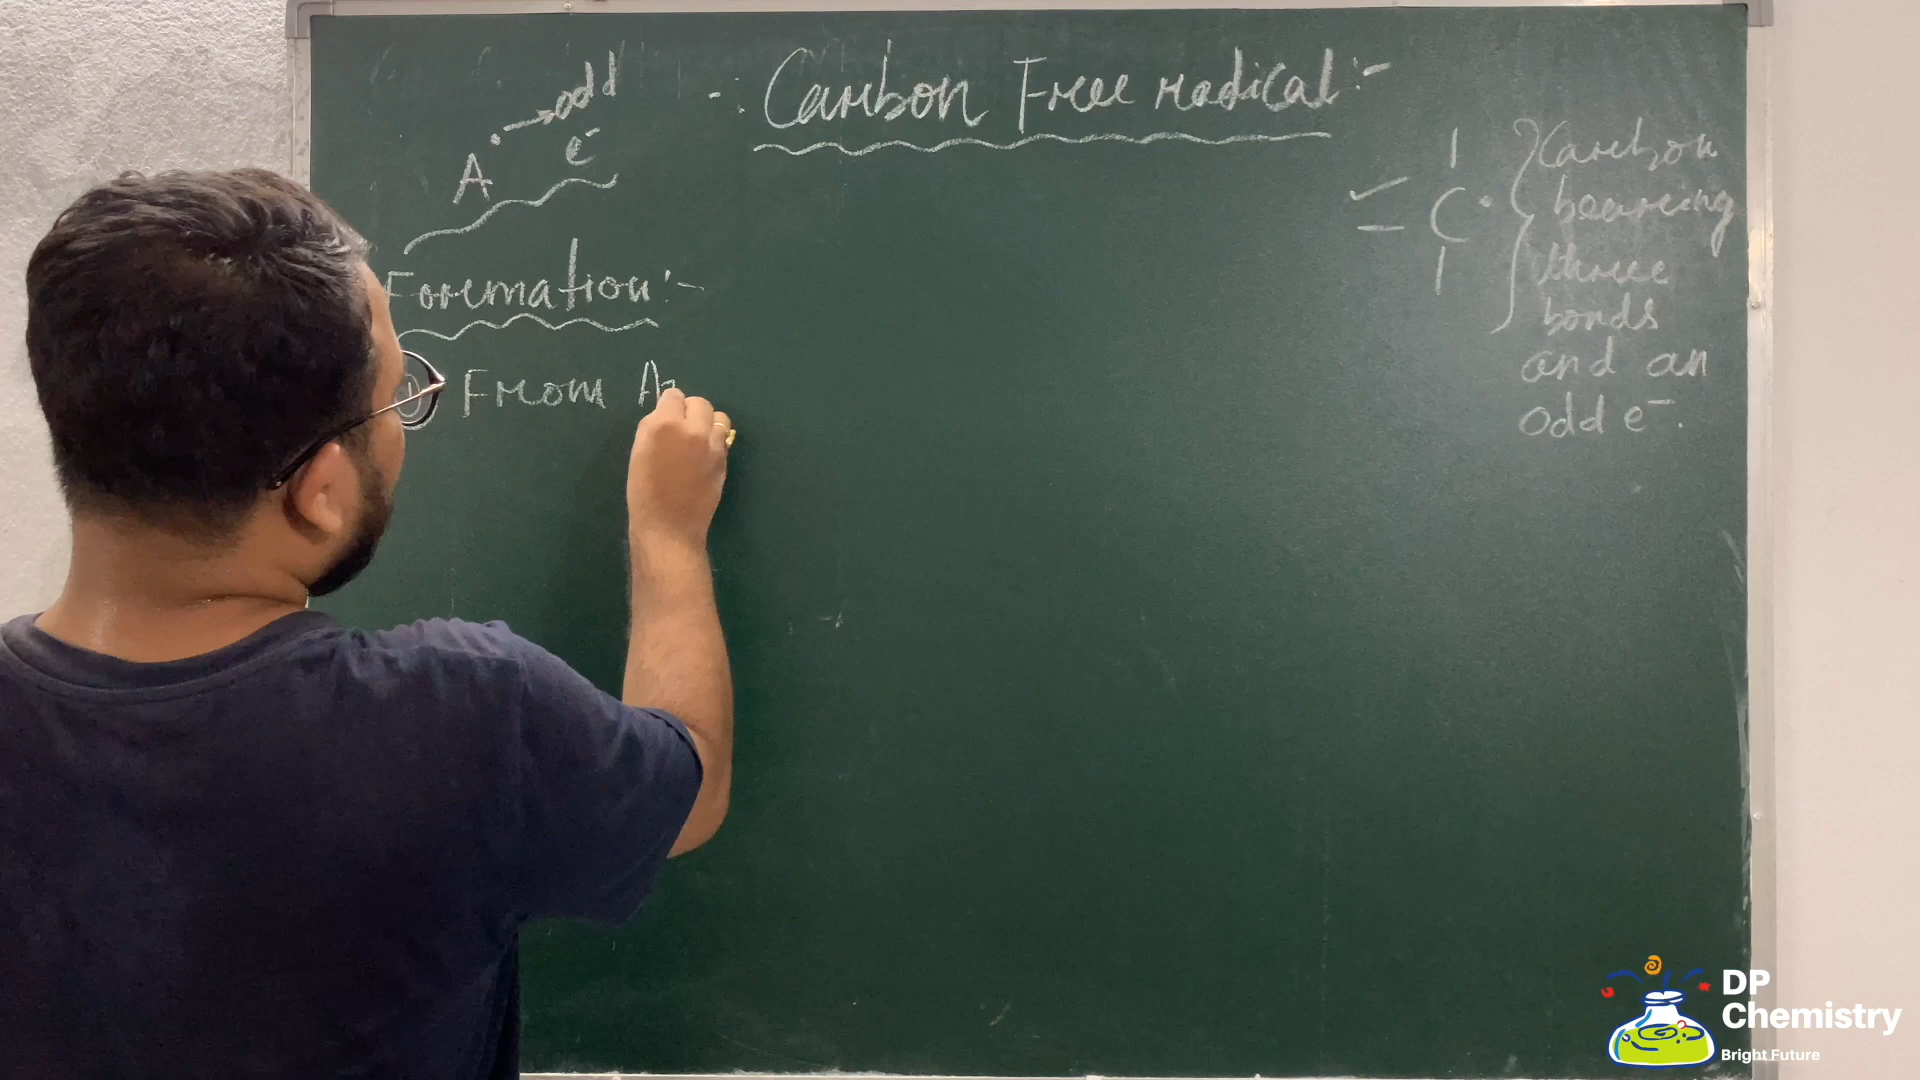 -: Carbon Free radical :-
A• → odd
e⁻
Formation :-
① From
– C•
Carbon
bearing
three
bonds
and an
odd e⁻.
DP
Chemistry
Bright Future